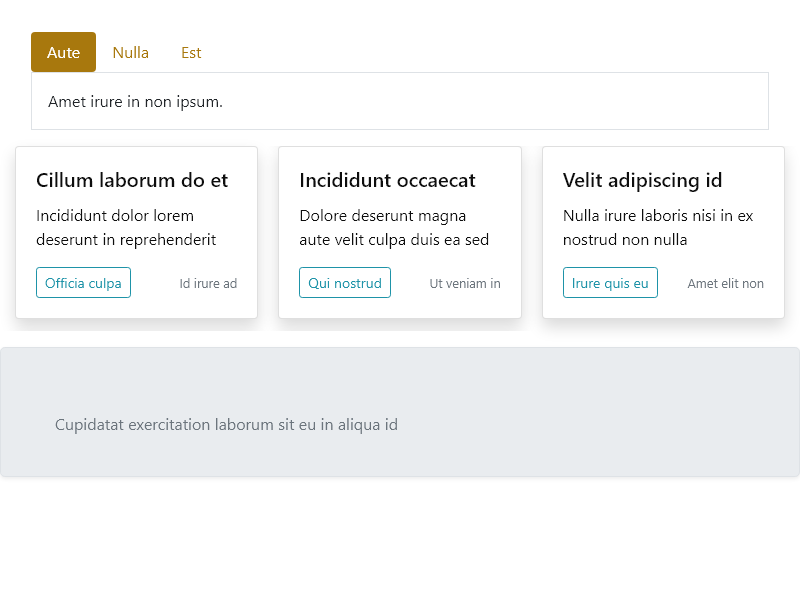 Aute
Nulla
Est
Amet irure in non ipsum.
Cillum laborum do et
Incididunt dolor lorem
deserunt in reprehenderit
Officia culpa
Id irure ad
Incididunt occaecat
Dolore deserunt magna
aute velit culpa duis ea sed
Qui nostrud
Ut veniam in
Velit adipiscing id
Nulla irure laboris nisi in ex
nostrud non nulla
Irure quis eu
Amet elit non
Cupidatat exercitation laborum sit eu in aliqua id